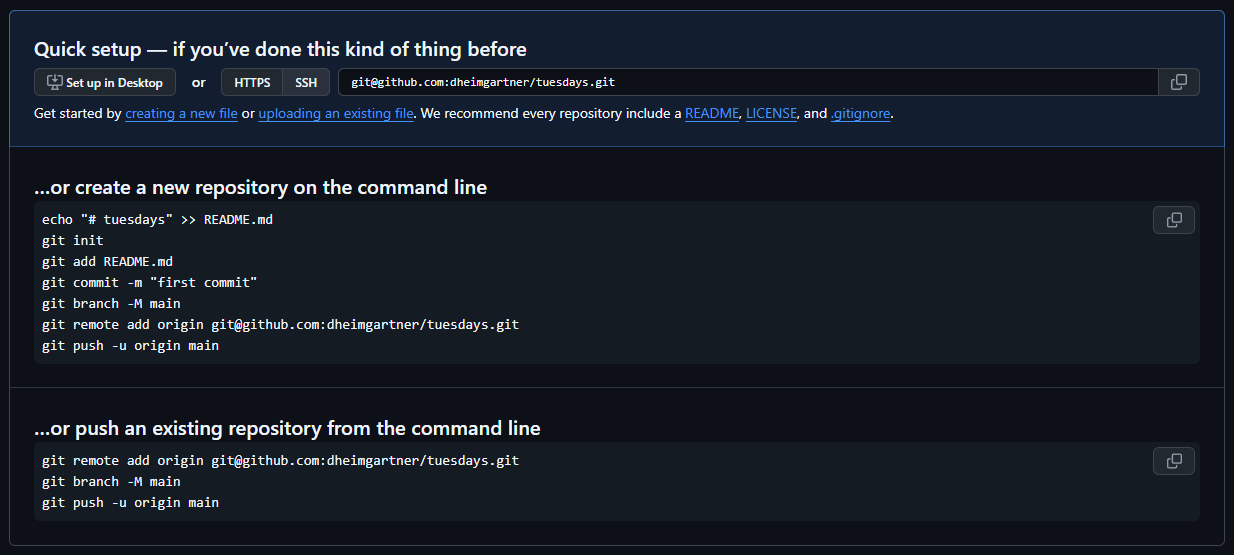 Quick setup — if you’ve done this kind of thing before
Set up in Desktop or HTTPS SSH git@github.com:dheimgartner/tuesdays.git
Get started by creating a new file or uploading an existing file. We recommend every repository include a README, LICENSE, and .gitignore.
…or create a new repository on the command line
echo "# tuesdays" >> README.md
git init
git add README.md
git commit -m "first commit"
git branch -M main
git remote add origin git@github.com:dheimgartner/tuesdays.git
git push -u origin main
…or push an existing repository from the command line
git remote add origin git@github.com:dheimgartner/tuesdays.git
git branch -M main
git push -u origin main